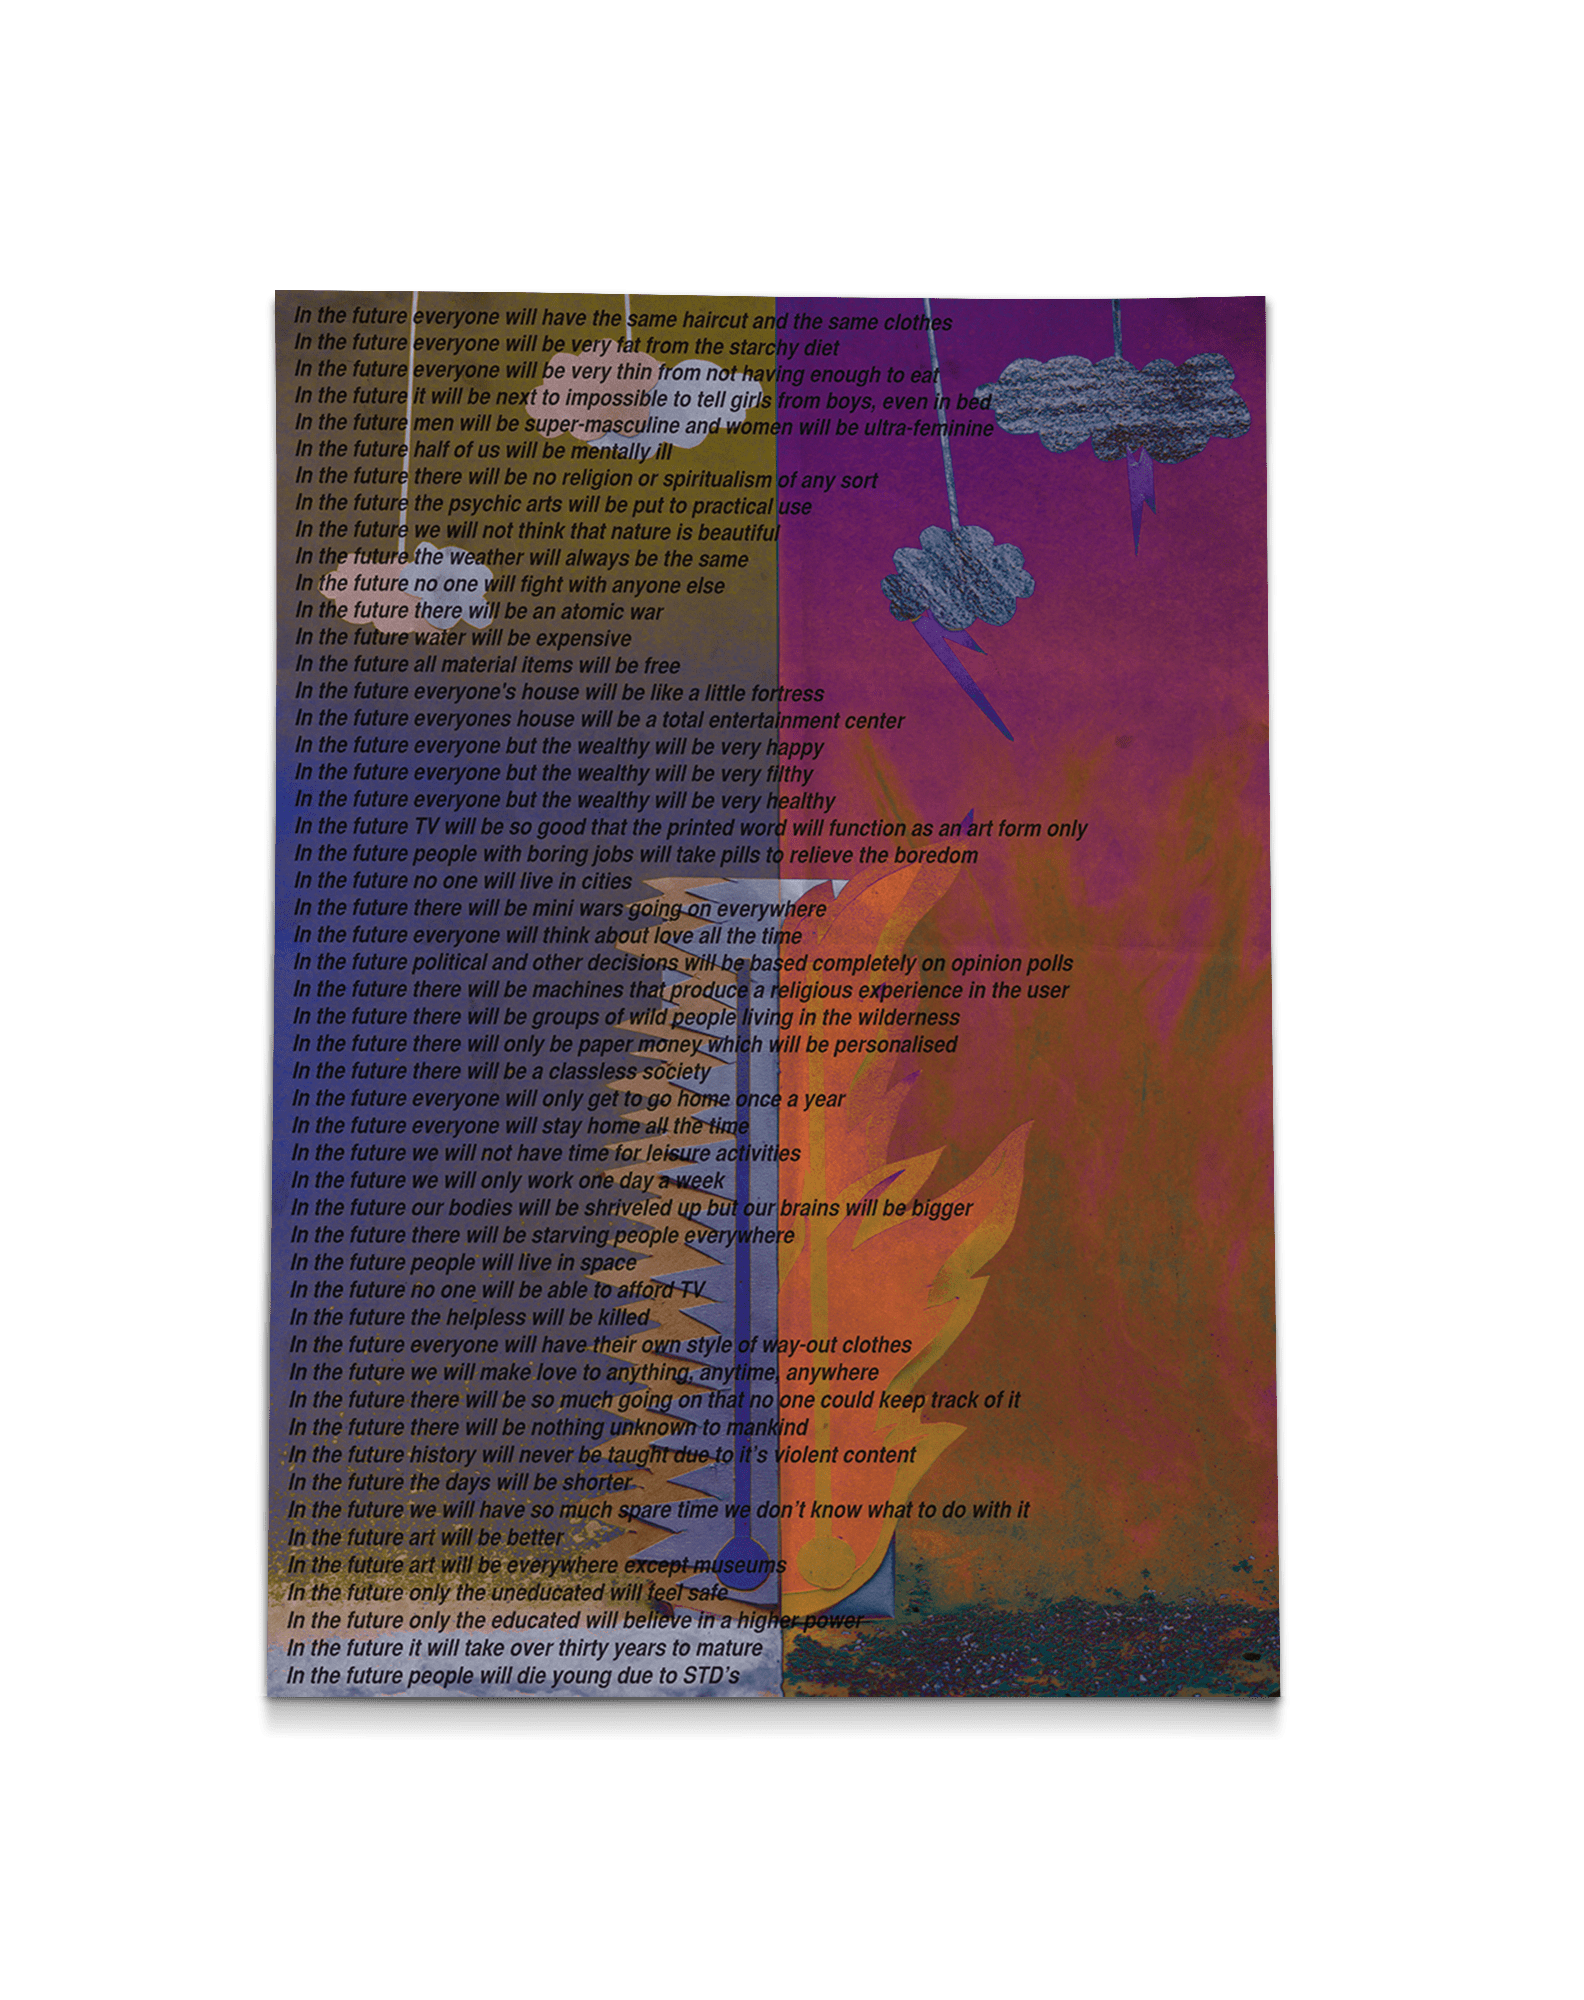 In the future everyone will have the same haircut and the same clothes
In the future everyone will be very fat from the starchy diet
In the future everyone will be very thin from not having enough to eat
In the future it will be next to impossible to tell girls from boys, even in bed
In the future men will be super-masculine and women will be ultra-feminine
In the future half of us will be mentally ill
In the future there will be no religion or spiritualism of any sort
In the future the psychic arts will be put to practical use
In the future we will not think that nature is beautiful
In the future the weather will always be the same
In the future no one will fight with anyone else
In the future there will be an atomic war
In the future water will be expensive
In the future all material items will be free
In the future everyone's house will be like a little fortress
In the future everyones house will be a total entertainment center
In the future everyone but the wealthy will be very happy
In the future everyone but the wealthy will be very filthy
In the future everyone but the wealthy will be very healthy
In the future TV will be so good that the printed word will function as an art form only
In the future people with boring jobs will take pills to relieve the boredom
In the future no one will live in cities
In the future there will be mini wars going on everywhere
In the future everyone will think about love all the time
In the future political and other decisions will be based completely on opinion polls
In the future there will be machines that produce a religious experience in the user
In the future there will be groups of wild people living in the wilderness
In the future there will only be paper money which will be personalised
In the future there will be a classless society
In the future everyone will only get to go home once a year
In the future everyone will stay home all the time
In the future we will not have time for leisure activities
In the future we will only work one day a week
In the future our bodies will be shriveled up but our brains will be bigger
In the future there will be starving people everywhere
In the future people will live in space
In the future no one will be able to afford TV
In the future the helpless will be killed
In the future everyone will have their own style of way-out clothes
In the future we will make love to anything, anytime, anywhere
In the future there will be so much going on that no one could keep track of it
In the future there will be nothing unknown to mankind
In the future history will never be taught due to it's violent content
In the future the days will be shorter
In the future we will have so much spare time we don't know what to do with it
In the future art will be better
In the future art will be everywhere except museums
In the future only the uneducated will feel safe
In the future only the educated will believe in a higher power
In the future it will take over thirty years to mature
In the future people will die young due to STD's